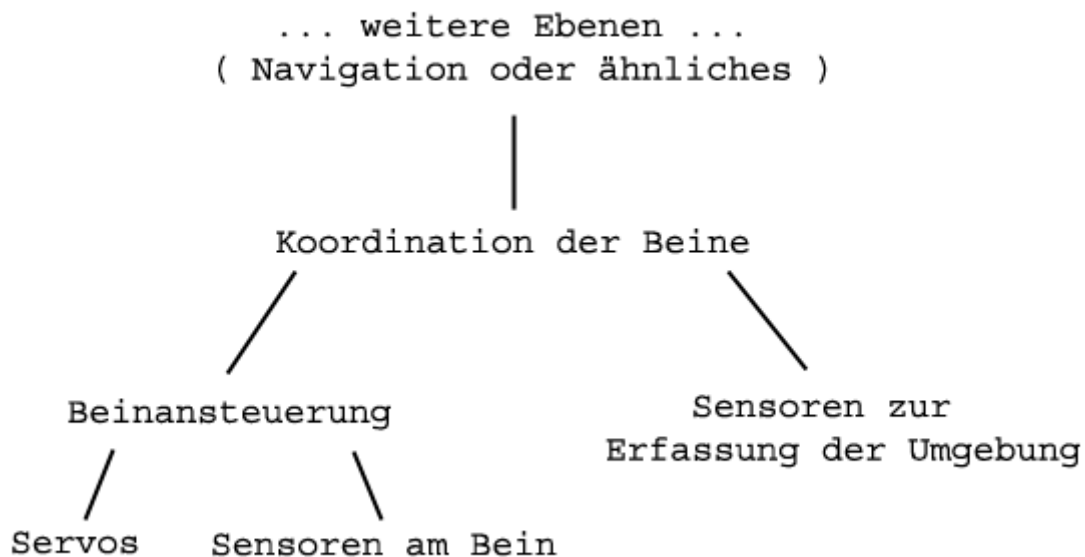 ... weitere Ebenen ...
( Navigation oder ähnliches )
Koordination der Beine
Beinansteuerung
Sensoren zur
Erfassung der Umgebung
Servos
Sensoren am Bein